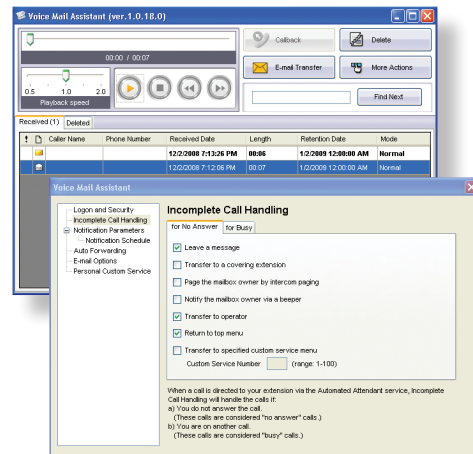 Voice Mail Assistant (ver.1.0.18.0)
00:00 / 00:07
0.5 1.0 2.0
Playback speed
Callback
Delete
E-mail Transfer
More Actions
Find Next
Received (1) Deleted
! Caller Name Phone Number Received Date Length Retention Date Mode
12/2/2008 7:13:26 PM 00:06 1/2/2009 12:00:00 AM Normal
12/2/2008 7:12:06 PM 00:07 1/2/2009 12:00:00 AM Normal
Voice Mail Assistant
Logon and Security
Incomplete Call Handling
Notification Parameters
Notification Schedule
Auto Forwarding
E-mail Options
Personal Custom Service
Incomplete Call Handling
for No Answer for Busy
Leave a message
Transfer to a covering extension
Page the mailbox owner by intercom paging
Notify the mailbox owner via a beeper
Transfer to operator
Return to top menu
Transfer to specified custom service menu
Custom Service Number (range: 1-100)
When a call is directed to your extension via the Automated Attendant service, Incomplete
Call Handling will handle the calls if:
a) You do not answer the call.
(These calls are considered "no answer" calls.)
b) You are on another call.
(These calls are considered "busy" calls.)